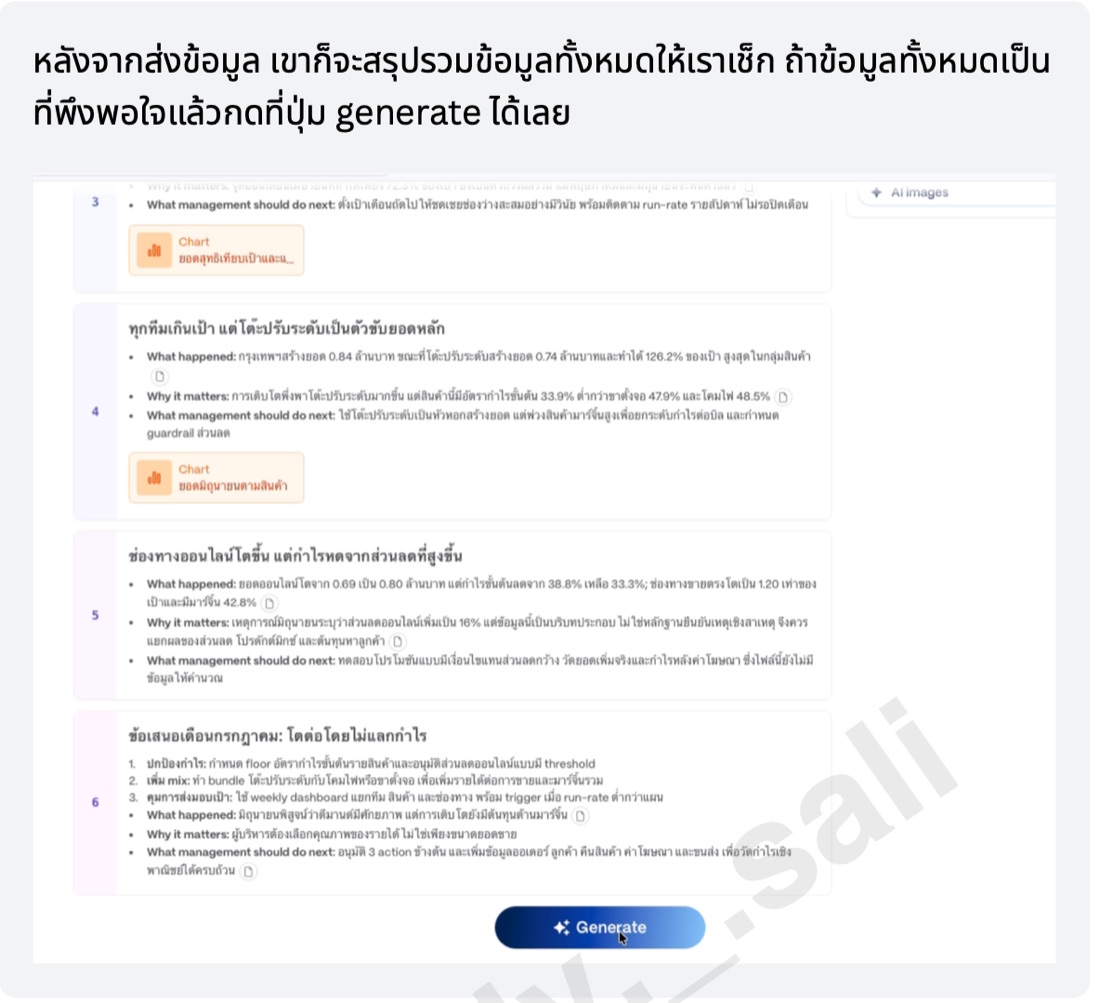 หลังจากส่งข้อมูล เขาก็จะสรุปรวมข้อมูลทั้งหมดให้เราเช็ก ถ้าข้อมูลทั้งหมดเป็น
ที่พึงพอใจแล้วกดที่ปุ่ม generate ได้เลย
AI images
3
• What management should do next: ตั้งเป้าเดือนถัดไปให้ชดเชยช่องว่างสะสมอย่างมีวินัย พร้อมติดตาม run-rate รายสัปดาห์ ไม่รอปิดเดือน
Chart
ยอดสุทธิเทียบเป้าและแ...
4
ทุกทีมเกินเป้า แต่โต๊ะปรับระดับเป็นตัวขับยอดหลัก
• What happened: กรุงเทพฯสร้างยอด 0.84 ล้านบาท ขณะที่โต๊ะปรับระดับสร้างยอด 0.74 ล้านบาทและทำได้ 126.2% ของเป้า สูงสุดในกลุ่มสินค้า
• Why it matters: การเติบโตพึ่งพาโต๊ะปรับระดับมากขึ้น แต่สินค้านี้มีอัตรากำไรขั้นต้น 33.9% ต่ำกว่าขาตั้งจอ 47.9% และโคมไฟ 48.5%
• What management should do next: ใช้โต๊ะปรับระดับเป็นหัวหอกสร้างยอด แต่พ่วงสินค้ามาร์จิ้นสูงเพื่อยกระดับกำไรต่อบิล และกำหนด
guardrail ส่วนลด
Chart
ยอดมิถุนายนตามสินค้า
5
ช่องทางออนไลน์โตขึ้น แต่กำไรหดจากส่วนลดที่สูงขึ้น
• What happened: ยอดออนไลน์โตจาก 0.69 เป็น 0.80 ล้านบาท แต่กำไรขั้นต้นลดจาก 38.8% เหลือ 33.3%; ช่องทางขายตรงโตเป็น 1.20 เท่าของ
เป้าและมีมาร์จิ้น 42.8%
• Why it matters: เหตุการณ์มิถุนายนระบุว่าส่วนลดออนไลน์เพิ่มเป็น 16% แต่ข้อมูลนี้เป็นบริบทประกอบ ไม่ใช่หลักฐานยืนยันเหตุเชิงสาเหตุ จึงควร
แยกผลของส่วนลด โปรดักต์มิกซ์ และต้นทุนหาลูกค้า
• What management should do next: ทดสอบโปรโมชันแบบมีเงื่อนไขแทนส่วนลดกว้าง วัดยอดเพิ่มจริงและกำไรหลังค่าโฆษณา ซึ่งไฟล์นี้ยังไม่มี
ข้อมูลให้คำนวณ
6
ข้อเสนอเดือนกรกฎาคม: โตต่อโดยไม่แลกกำไร
1. ปกป้องกำไร: กำหนด floor อัตรากำไรขั้นต้นรายสินค้าและอนุมัติส่วนลดออนไลน์แบบมี threshold
2. เพิ่ม mix: ทำ bundle โต๊ะปรับระดับกับโคมไฟหรือขาตั้งจอ เพื่อเพิ่มรายได้ต่อการขายและมาร์จิ้นรวม
3. คุมการส่งมอบเป้า: ใช้ weekly dashboard แยกทีม สินค้า และช่องทาง พร้อม trigger เมื่อ run-rate ต่ำกว่าแผน
• What happened: มิถุนายนพิสูจน์ว่าดีมานด์มีศักยภาพ แต่การเติบโตยังมีต้นทุนด้านมาร์จิ้น
• Why it matters: ผู้บริหารต้องเลือกคุณภาพของรายได้ ไม่ใช่เพียงขนาดยอดขาย
• What management should do next: อนุมัติ 3 action ข้างต้น และเพิ่มข้อมูลออเดอร์ ลูกค้า คืนสินค้า ค่าโฆษณา และขนส่ง เพื่อวัดกำไรเชิง
พาณิชย์ได้ครบถ้วน
Generate